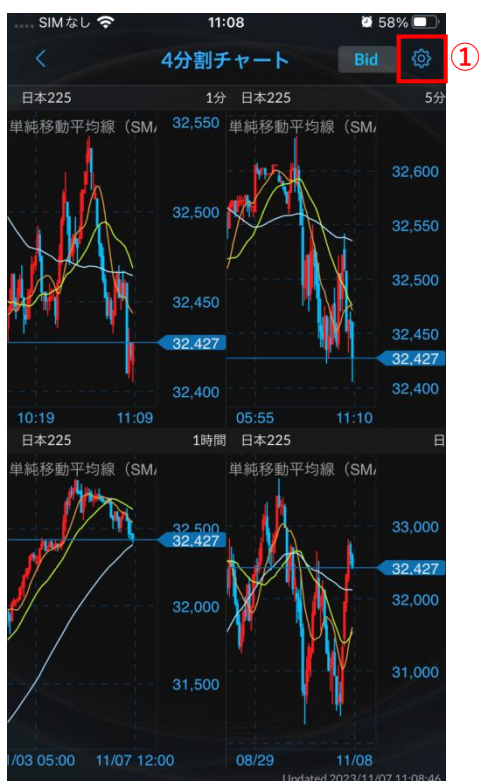 SIMなし 11:08 58%
4分割チャート Bid ①
日本225 1分 日本225 5分
単純移動平均線（SMA 32,550 単純移動平均線（SMA
32,600
32,500
32,550
32,500
32,450
32,450
32,427 32,427
32,400 32,400
10:19 11:09 05:55 11:10
日本225 1時間 日本225 日
単純移動平均線（SMA 単純移動平均線（SMA
32,500 33,000
32,427 32,427
32,000 32,000
31,500 31,000
/03 05:00 11/07 12:00 08/29 11/08
Updated 2023/11/07 11:08:46